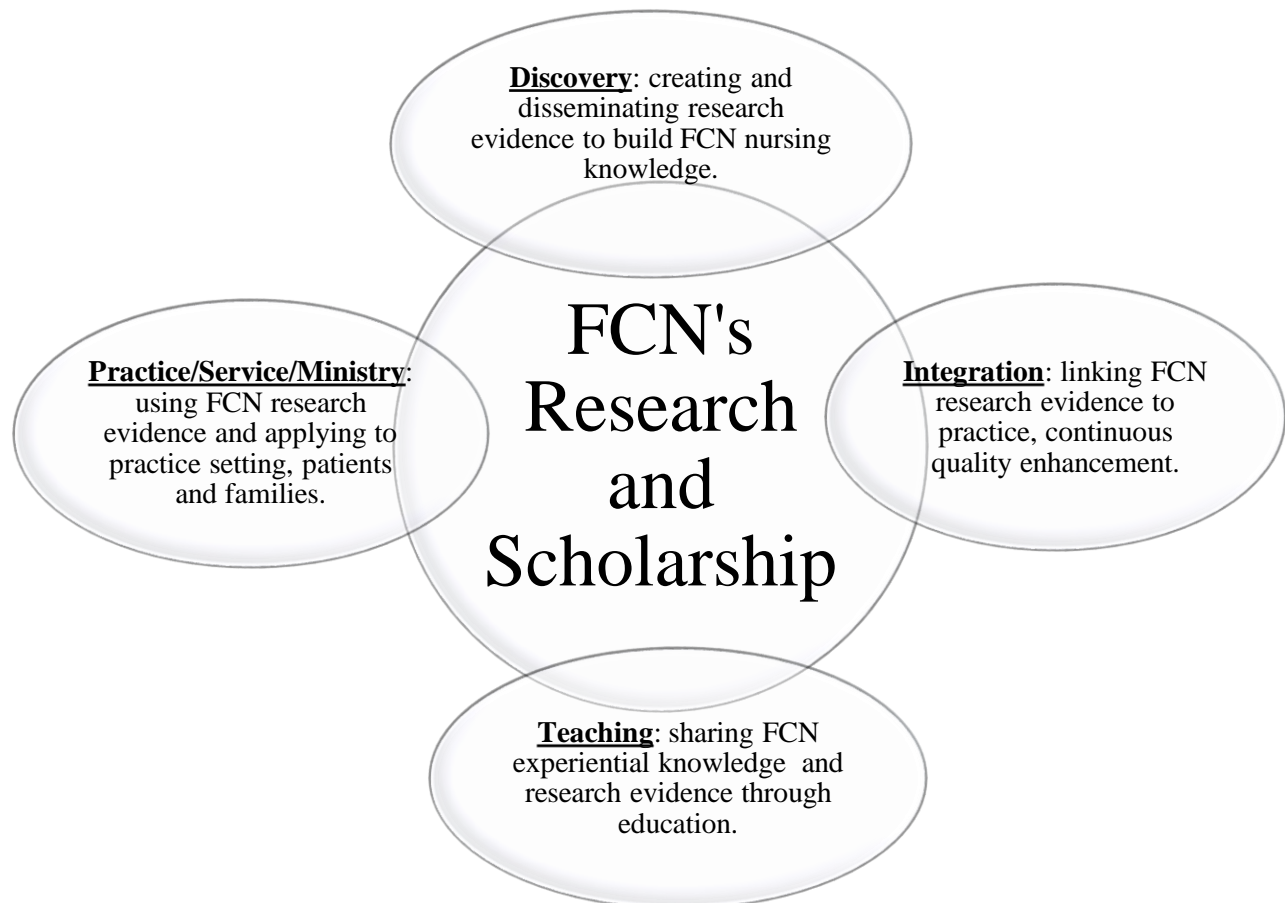 Discovery: creating and
disseminating research
evidence to build FCN nursing
knowledge.
Practice/Service/Ministry:
using FCN research
evidence and applying to
practice setting, patients
and families.
FCN's
Research
and
Scholarship
Integration: linking FCN
research evidence to
practice, continuous
quality enhancement.
Teaching: sharing FCN
experiential knowledge  and
research evidence through
education.